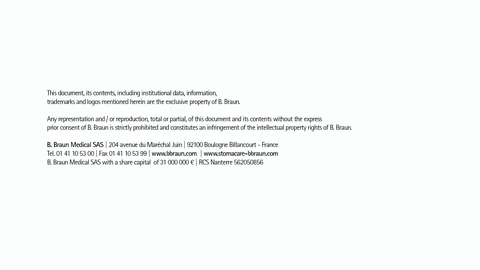 This document, its contents, including institutional data, information,
trademarks and logos mentioned herein are the exclusive property of B. Braun.
Any representation and / or reproduction, total or partial, of this document and its contents without the express
prior consent of B. Braun is strictly prohibited and constitutes an infringement of the intellectual property rights of B. Braun.
B. Braun Medical SAS | 204 avenue du Maréchal Juin | 92100 Boulogne Billancourt - France
Tel. 01 41 10 53 00 | Fax 01 41 10 53 99 | www.bbraun.com | www.stomacare-bbraun.com
B. Braun Medical SAS with a share capital of 31 000 000 € | RCS Nanterre 562050856